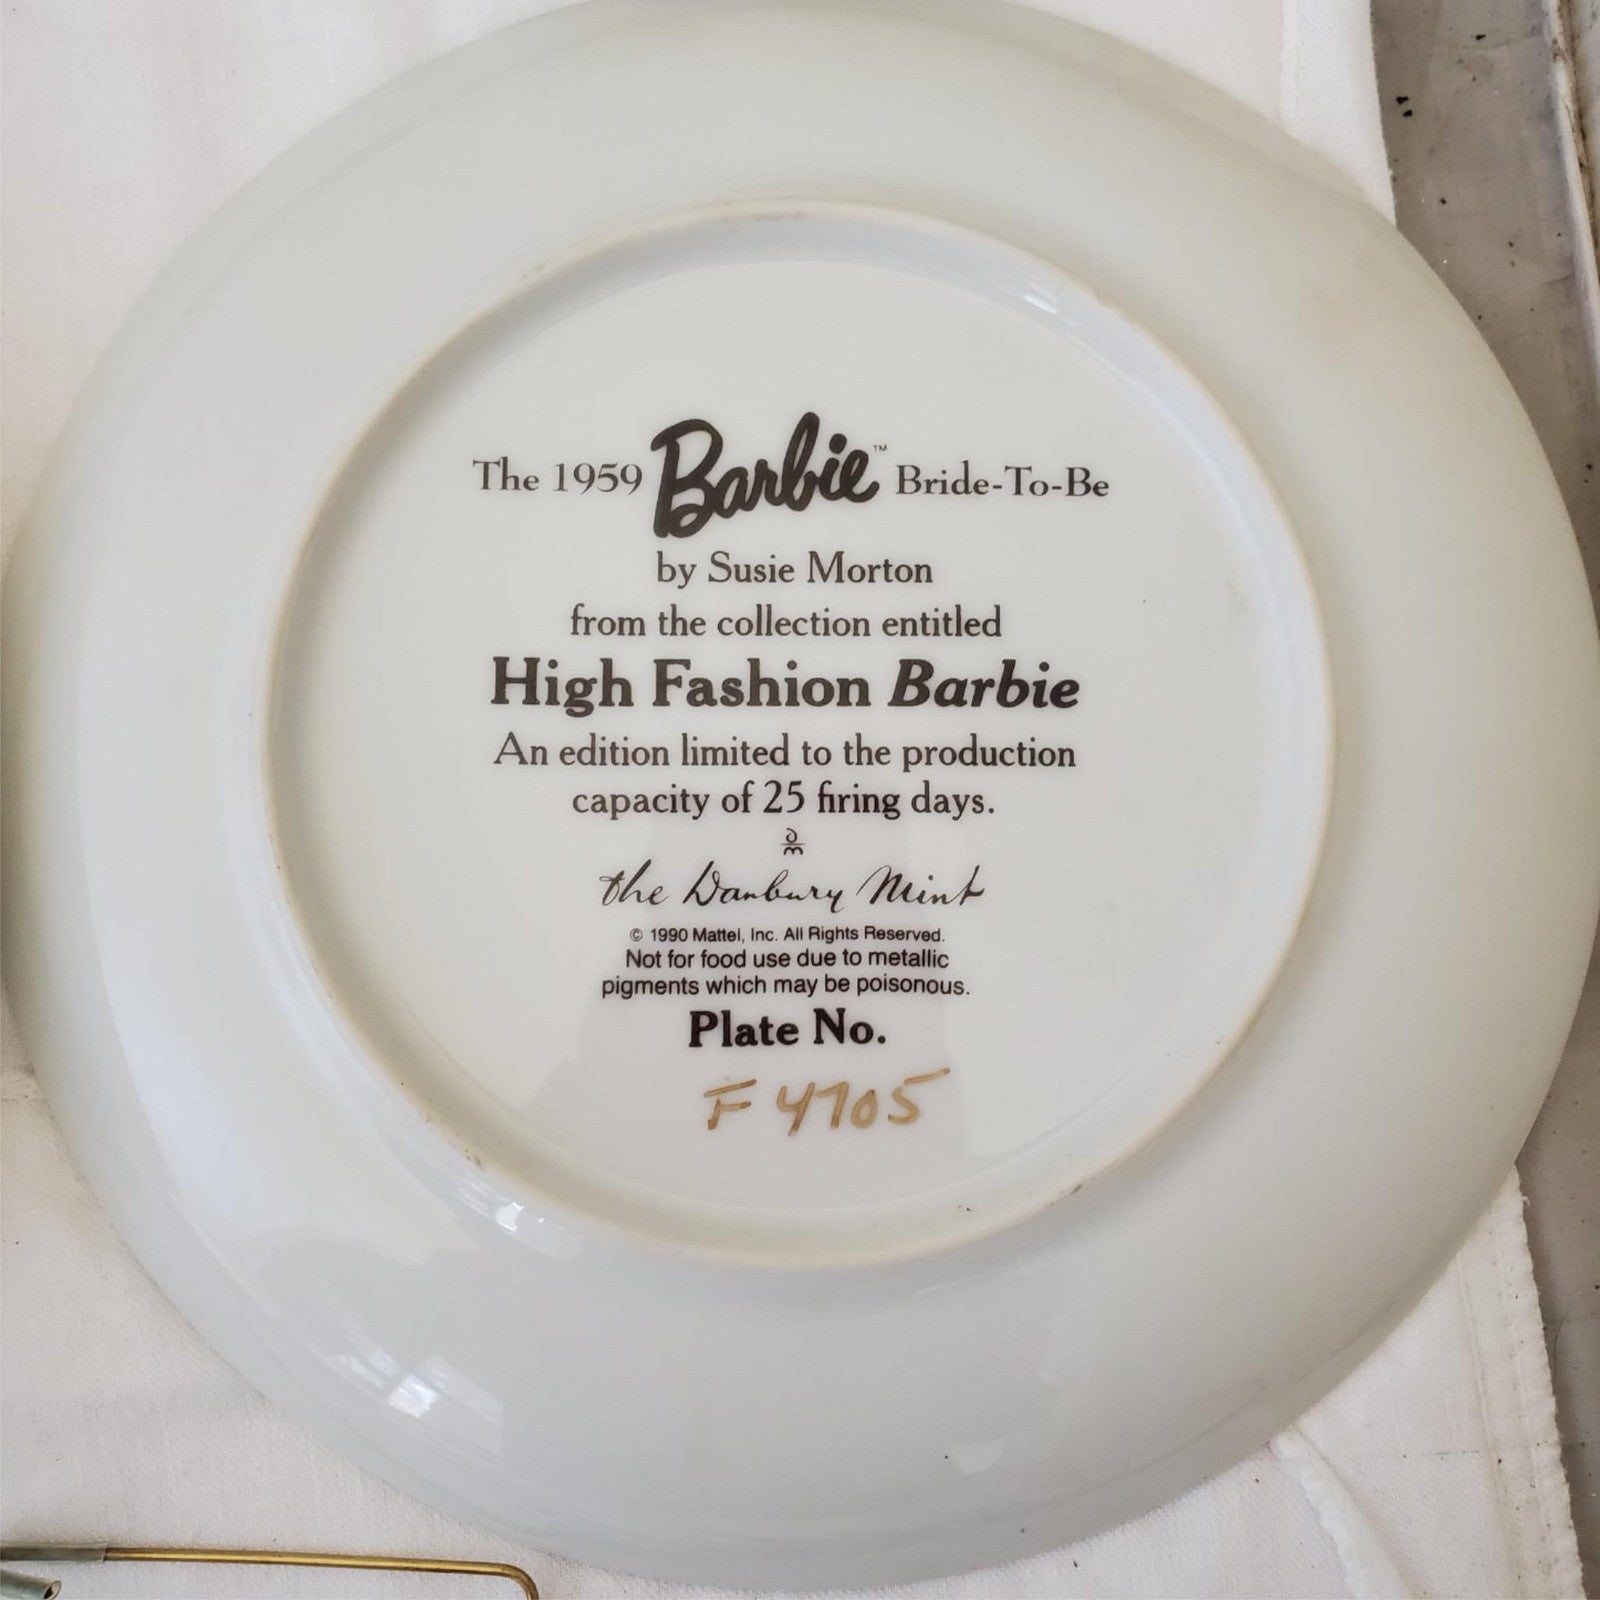 The 1959 Barbie™ Bride-To-Be
by Susie Morton
from the collection entitled
High Fashion Barbie
An edition limited to the production
capacity of 25 firing days.
dm
the Danbury Mint
© 1990 Mattel, Inc. All Rights Reserved.
Not for food use due to metallic
pigments which may be poisonous.
Plate No.
F 4705